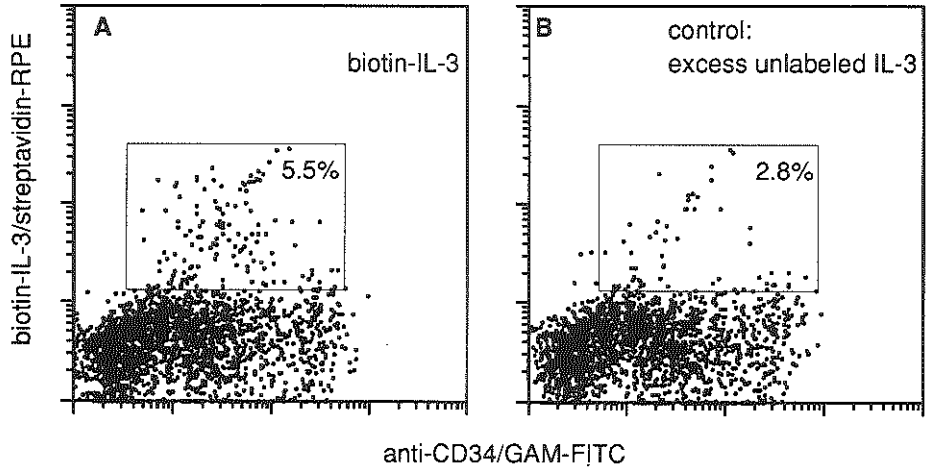 A
biotin-IL-3
5.5%
B
control:
excess unlabeled IL-3
2.8%
biotin-IL-3/streptavidin-RPE
anti-CD34/GAM-FITC